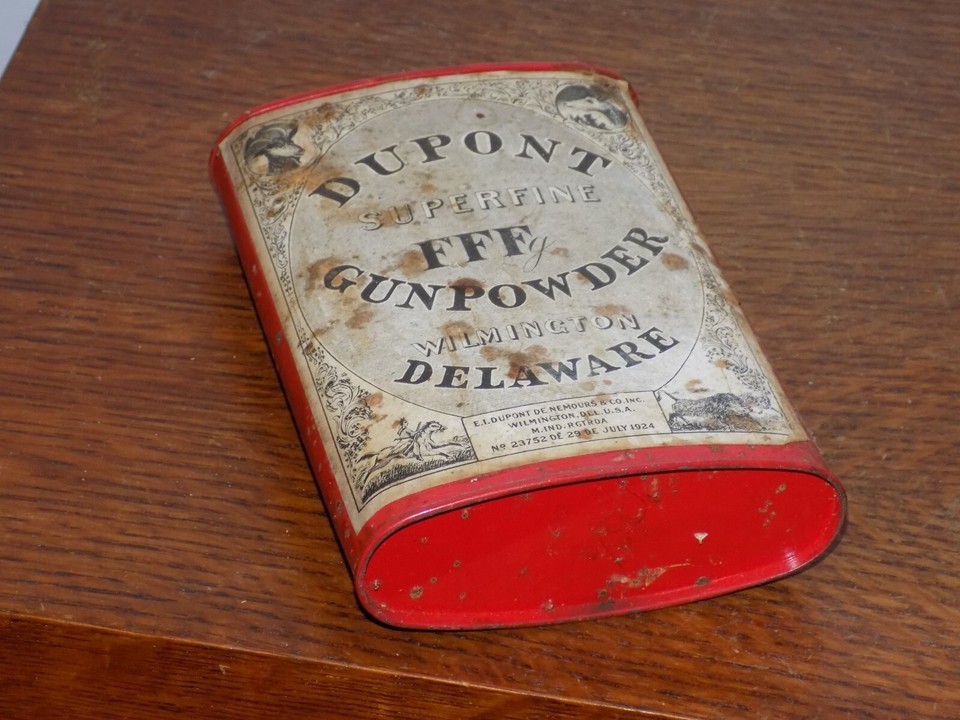 DUPONT
SUPERFINE
FFFg
GUNPOWDER
WILMINGTON
DELAWARE
E.I.DUPONT DE NEMOURS & CO. INC.
WILMINGTON, DEL. U.S.A.
M.IND-RGTRDA
No 23752 DE 29 DE JULY 1924